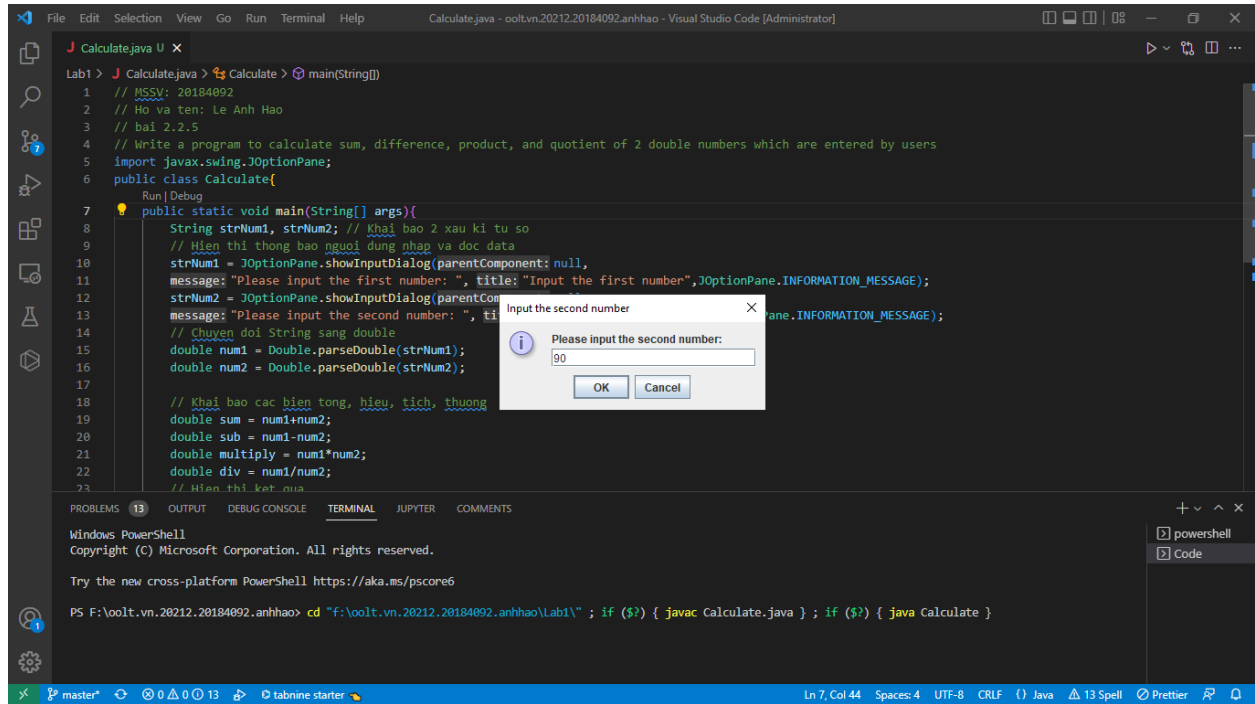 File Edit Selection View Go Run Terminal Help Calculate.java - oolt.vn.20212.20184092.anhhao - Visual Studio Code [Administrator]
J Calculate.java U
Lab1 > J Calculate.java > Calculate > main(String[])
1 // MSSV: 20184092
2 // Ho va ten: Le Anh Hao
3 // bai 2.2.5
4 // Write a program to calculate sum, difference, product, and quotient of 2 double numbers which are entered by users
5 import javax.swing.JOptionPane;
6 public class Calculate{
Run | Debug
7 public static void main(String[] args){
8 String strNum1, strNum2; // Khai bao 2 xau ki tu so
9 // Hien thi thong bao nguoi dung nhap va doc data
10 strNum1 = JOptionPane.showInputDialog(parentComponent: null,
11 message: "Please input the first number: ", title: "Input the first number",JOptionPane.INFORMATION_MESSAGE);
12 strNum2 = JOptionPane.showInputDialog(parentCom
13 message: "Please input the second number: ", ti Pane.INFORMATION_MESSAGE);
14 // Chuyen doi String sang double
15 double num1 = Double.parseDouble(strNum1);
16 double num2 = Double.parseDouble(strNum2);
17
18 // Khai bao cac bien tong, hieu, tich, thuong
19 double sum = num1+num2;
20 double sub = num1-num2;
21 double multiply = num1*num2;
22 double div = num1/num2;
23 // Hien thi ket qua
Input the second number
Please input the second number:
90
OK Cancel
PROBLEMS 13 OUTPUT DEBUG CONSOLE TERMINAL JUPYTER COMMENTS
Windows PowerShell
Copyright (C) Microsoft Corporation. All rights reserved.
Try the new cross-platform PowerShell https://aka.ms/pscore6
PS F:\oolt.vn.20212.20184092.anhhao> cd "f:\oolt.vn.20212.20184092.anhhao\Lab1\" ; if ($?) { javac Calculate.java } ; if ($?) { java Calculate }
powershell
Code
7
1
master* 0 0 13 tabnine starter Ln 7, Col 44 Spaces: 4 UTF-8 CRLF {} Java 13 Spell Prettier